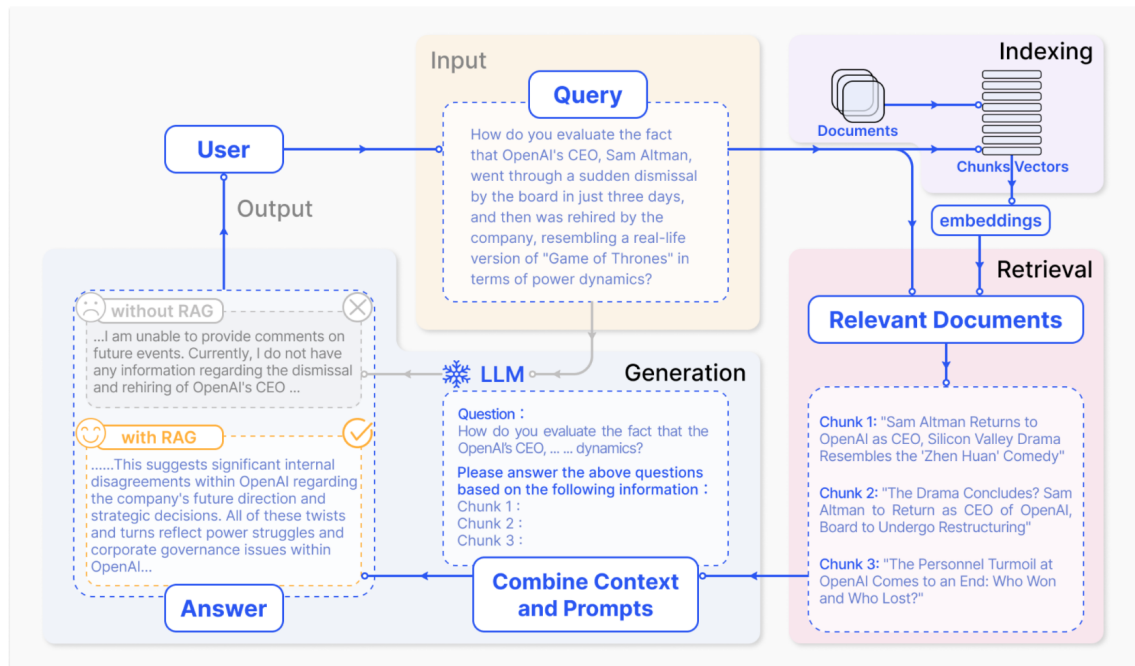 Input
Query
How do you evaluate the fact
that OpenAI's CEO, Sam Altman,
went through a sudden dismissal
by the board in just three days,
and then was rehired by the
company, resembling a real-life
version of "Game of Thrones" in
terms of power dynamics?
Indexing
Documents
Chunks Vectors
embeddings
User
Output
Retrieval
Relevant Documents
Chunk 1: "Sam Altman Returns to
OpenAI as CEO, Silicon Valley Drama
Resembles the 'Zhen Huan' Comedy"
Chunk 2: "The Drama Concludes? Sam
Altman to Return as CEO of OpenAI,
Board to Undergo Restructuring"
Chunk 3: "The Personnel Turmoil at
OpenAI Comes to an End: Who Won
and Who Lost?"
Generation
LLM
Question :
How do you evaluate the fact that the
OpenAI's CEO, ... ... dynamics?
Please answer the above questions
based on the following information :
Chunk 1 :
Chunk 2 :
Chunk 3 :
Combine Context
and Prompts
without RAG
...I am unable to provide comments on
future events. Currently, I do not have
any information regarding the dismissal
and rehiring of OpenAI's CEO ...
with RAG
......This suggests significant internal
disagreements within OpenAI regarding
the company's future direction and
strategic decisions. All of these twists
and turns reflect power struggles and
corporate governance issues within
OpenAI...
Answer